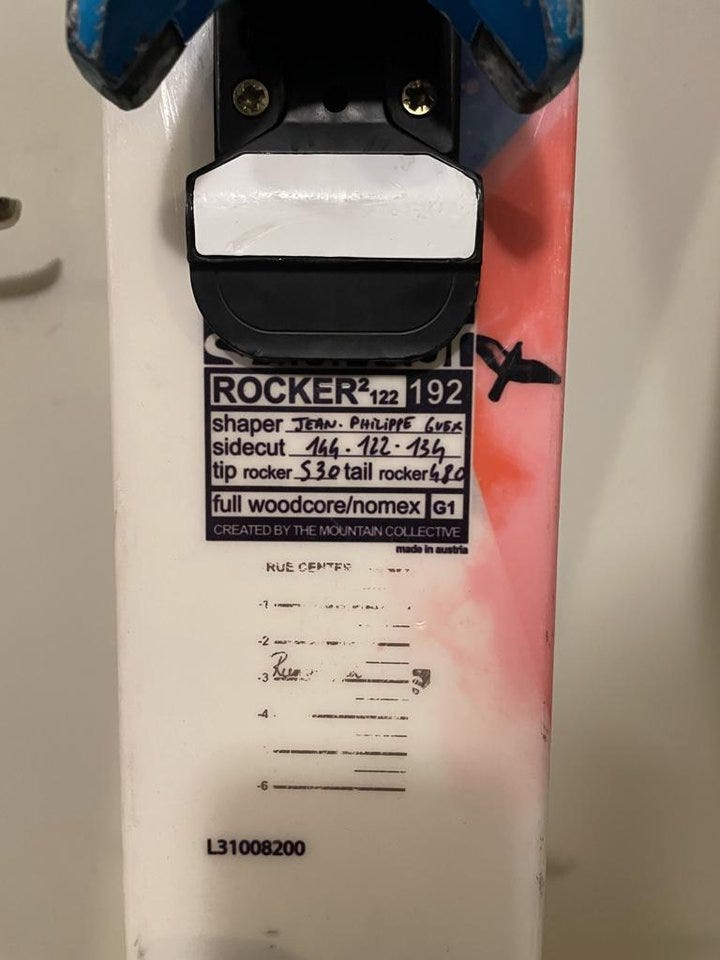 ROCKER² 122 192
shaper JEAN-PHILIPPE GUEX
sidecut 144-122-134
tip rocker 530 tail rocker 480
full woodcore/nomex G1
CREATED BY THE MOUNTAIN COLLECTIVE
made in austria
CENTER
-1
-2
-3
-4
-6
L31008200